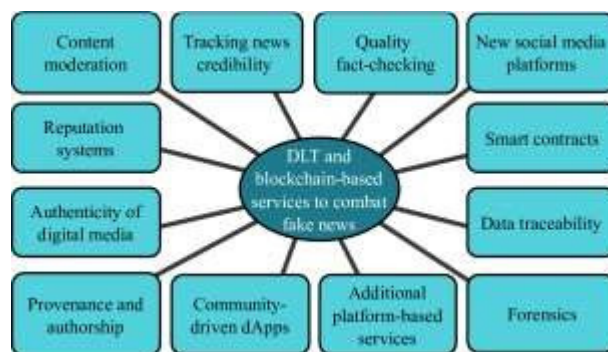 Content
moderation
Tracking news
credibility
Quality
fact-checking
New social media
platforms
Reputation
systems
DLT and
blockchain-based
services to combat
fake news
Smart contracts
Authenticity of
digital media
Data traceability
Provenance and
authorship
Community-
driven dApps
Additional
platform-based
services
Forensics